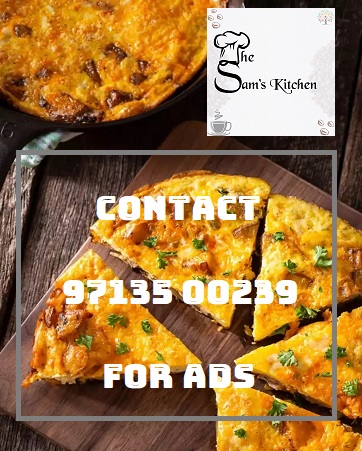 The
Sam's Kitchen
CONTACT
97135 00239
FOR ADS